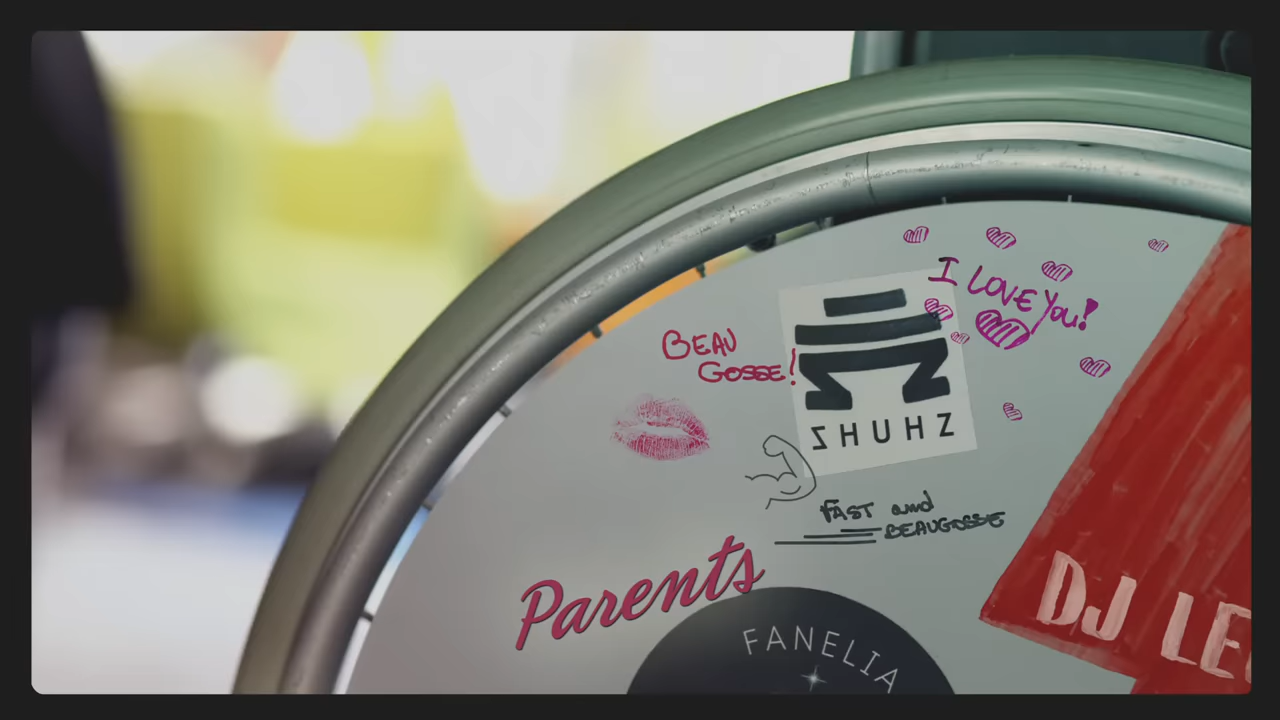 I LOVE You!
BEAU
GOSSE!
SHUHZ
FAST and
BEAUGOSSE
Parents
FANELIA
DJ LE